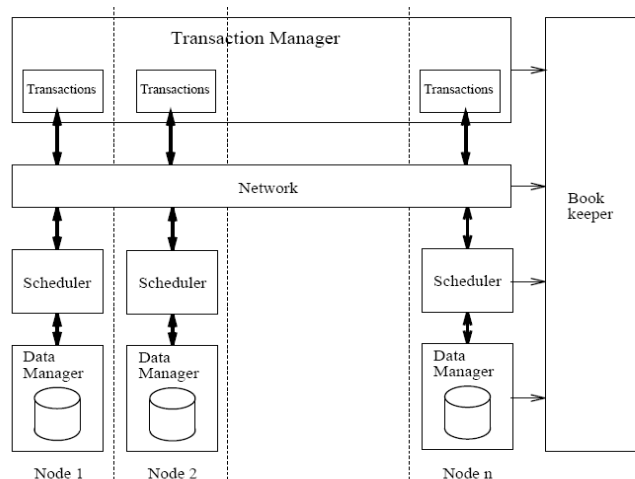 Transaction Manager
Transactions
Transactions
Transactions
Network
Book
keeper
Scheduler
Scheduler
Scheduler
Data
Manager
Data
Manager
Data
Manager
Node 1
Node 2
Node n